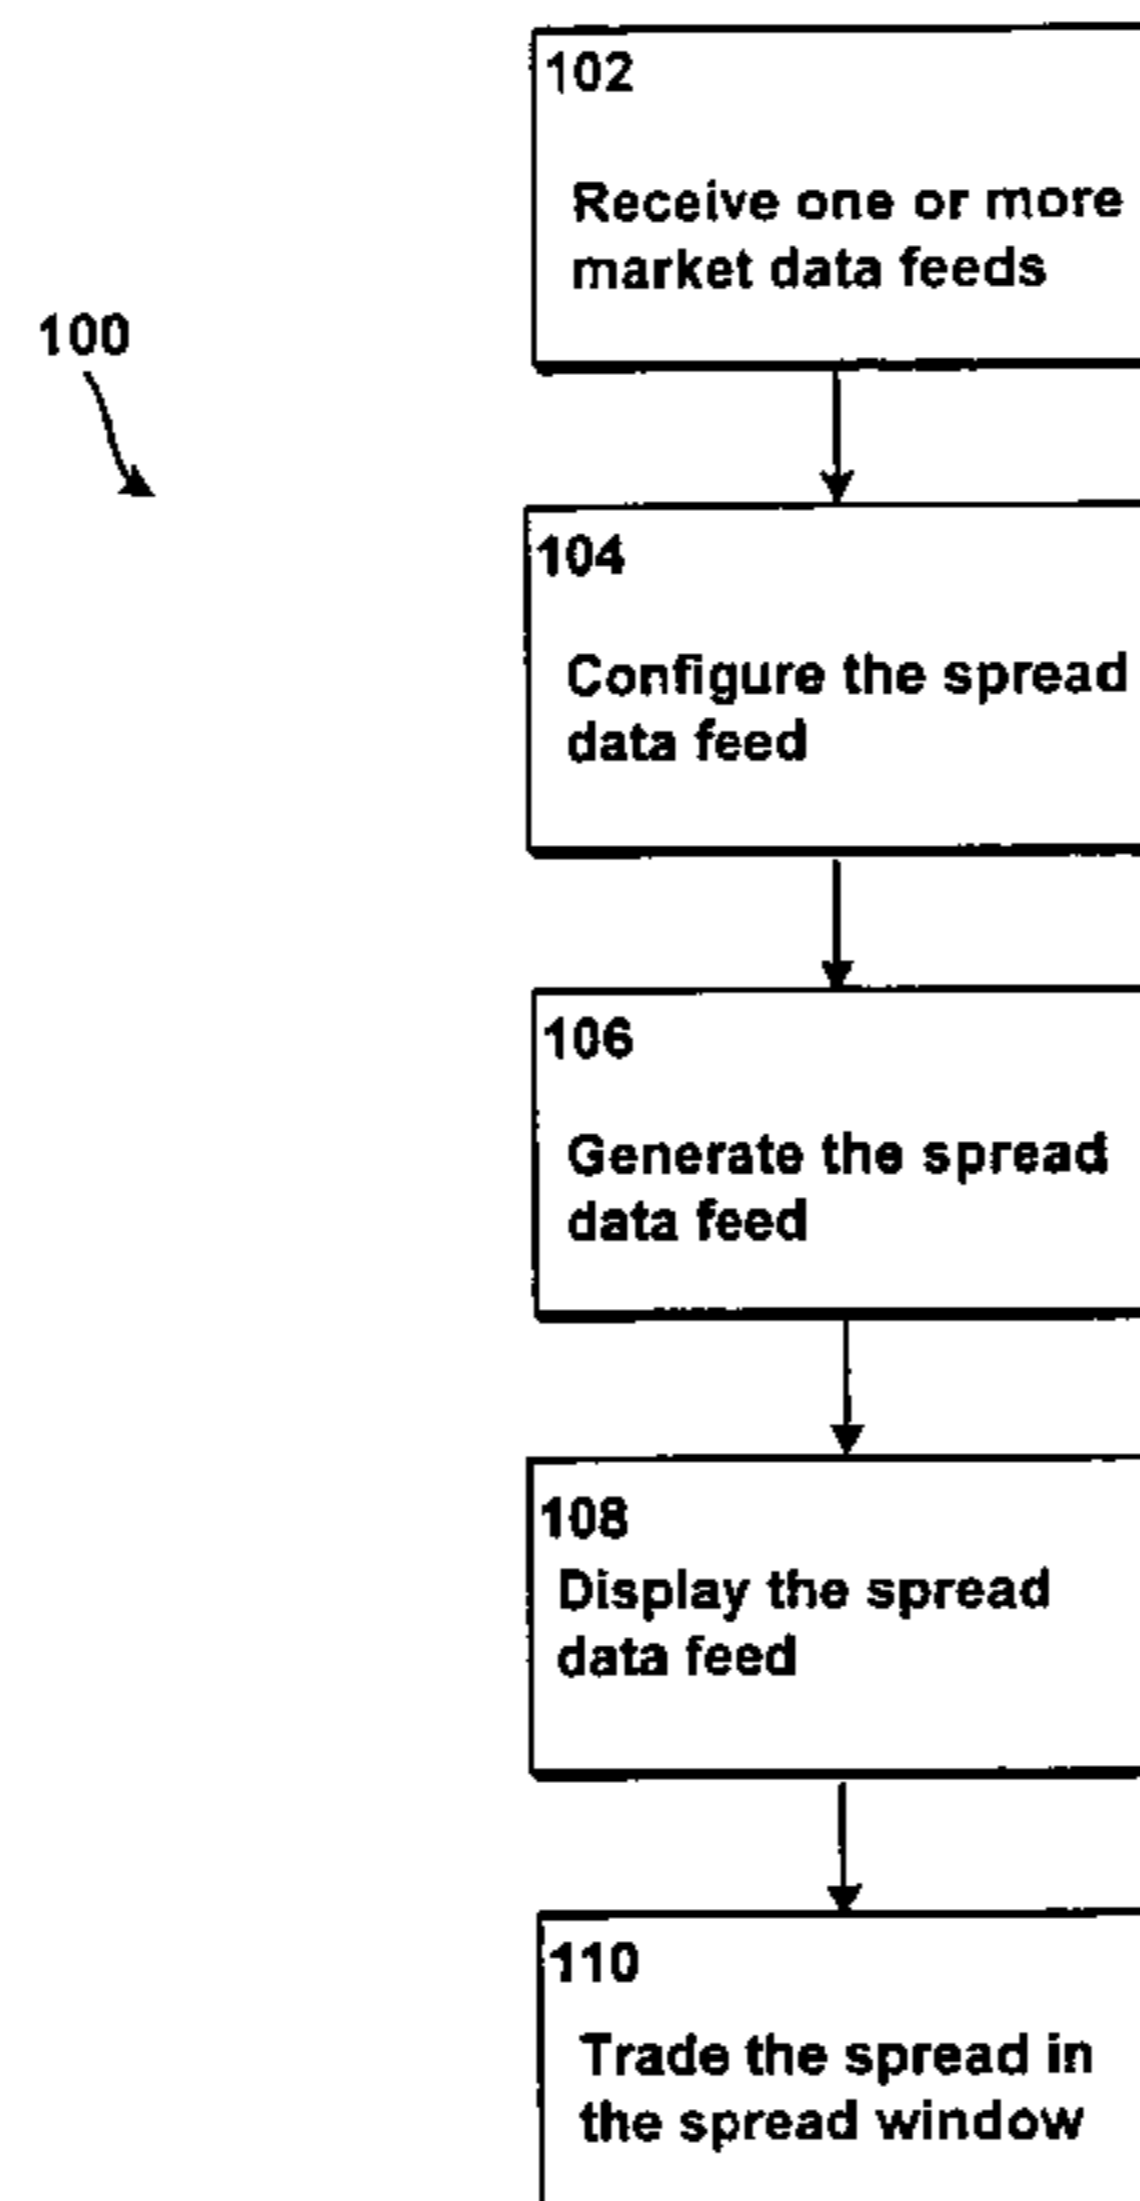 102
Receive one or more
market data feeds
100
104
Configure the spread
data feed
106
Generate the spread
data feed
108
Display the spread
data feed
110
Trade the spread in
the spread window